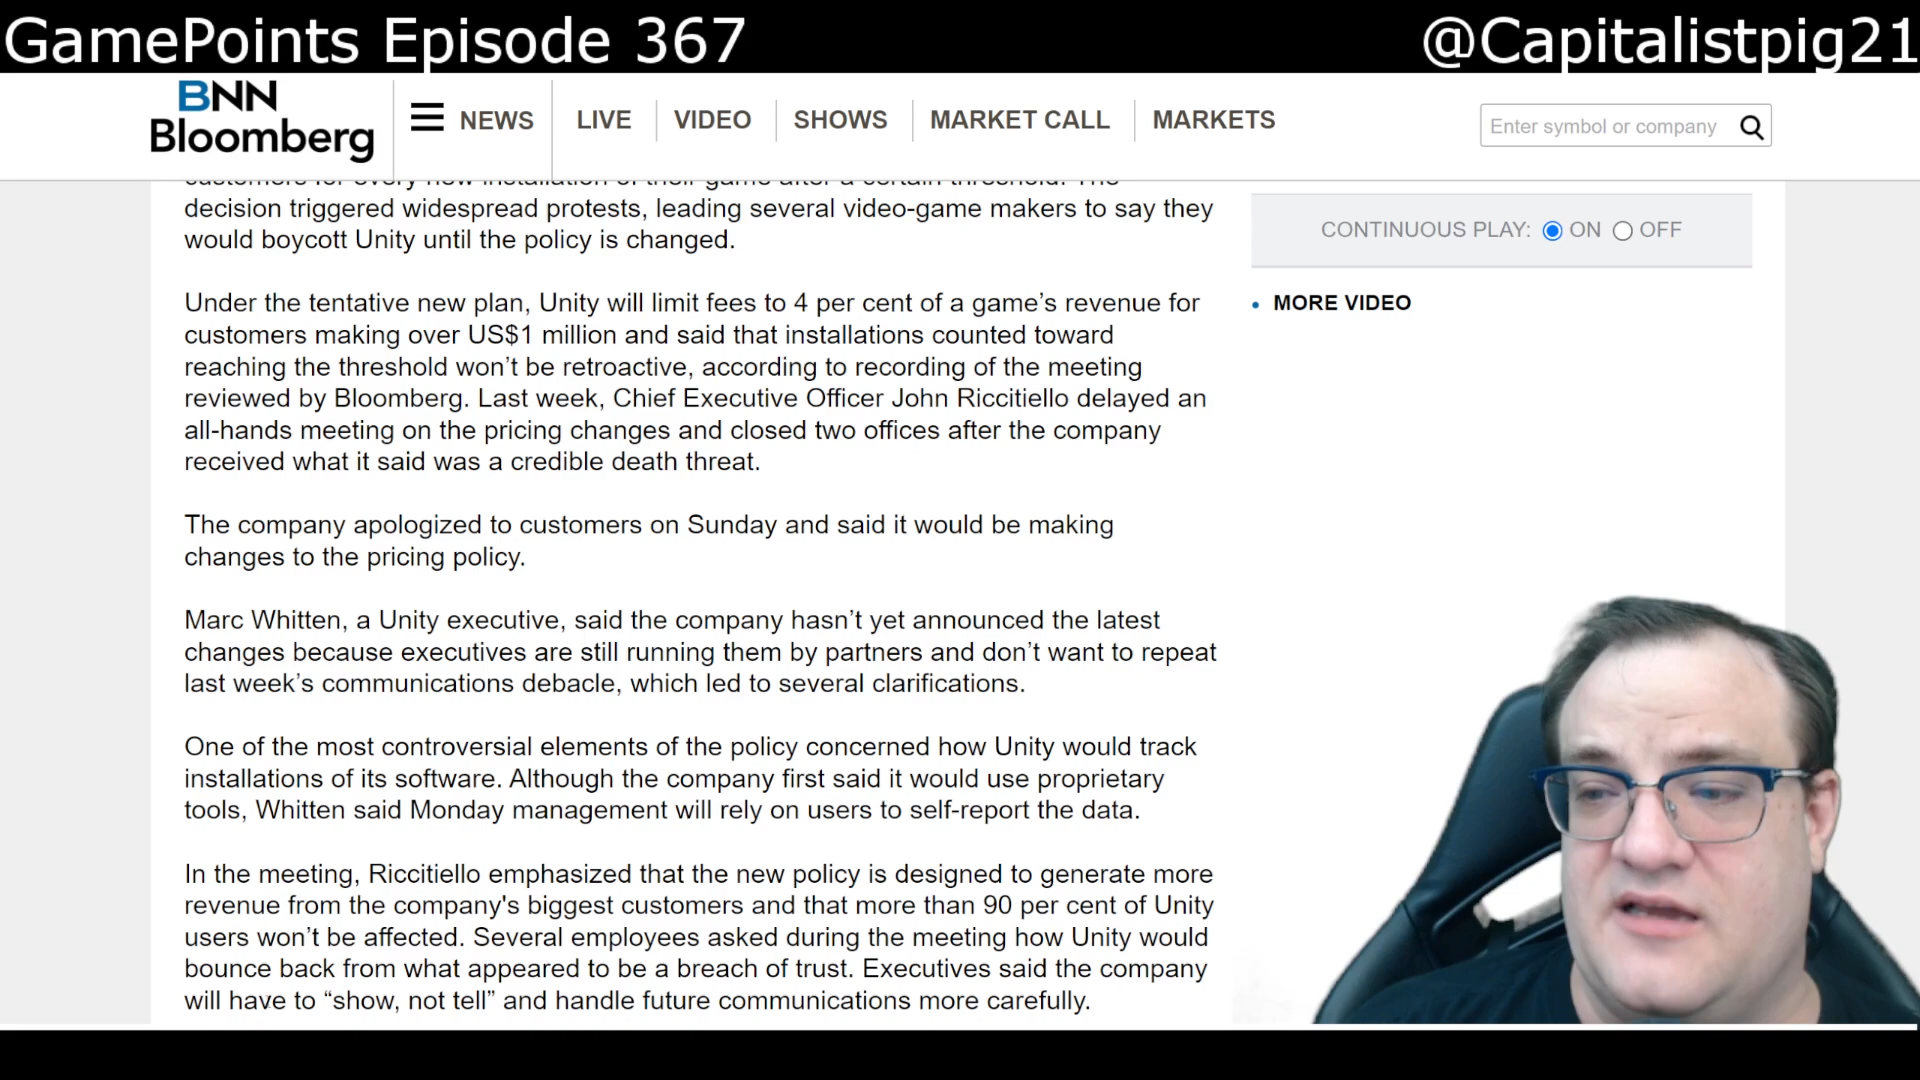 GamePoints Episode 367
@Capitalistpig21
BNN
Bloomberg
NEWS
LIVE
VIDEO
SHOWS
MARKET CALL
MARKETS
Enter symbol or company
customers for every new installation of their game after a certain threshold. The
decision triggered widespread protests, leading several video-game makers to say they
would boycott Unity until the policy is changed.
Under the tentative new plan, Unity will limit fees to 4 per cent of a game’s revenue for
customers making over US$1 million and said that installations counted toward
reaching the threshold won’t be retroactive, according to recording of the meeting
reviewed by Bloomberg. Last week, Chief Executive Officer John Riccitiello delayed an
all-hands meeting on the pricing changes and closed two offices after the company
received what it said was a credible death threat.
The company apologized to customers on Sunday and said it would be making
changes to the pricing policy.
Marc Whitten, a Unity executive, said the company hasn’t yet announced the latest
changes because executives are still running them by partners and don’t want to repeat
last week’s communications debacle, which led to several clarifications.
One of the most controversial elements of the policy concerned how Unity would track
installations of its software. Although the company first said it would use proprietary
tools, Whitten said Monday management will rely on users to self-report the data.
In the meeting, Riccitiello emphasized that the new policy is designed to generate more
revenue from the company's biggest customers and that more than 90 per cent of Unity
users won’t be affected. Several employees asked during the meeting how Unity would
bounce back from what appeared to be a breach of trust. Executives said the company
will have to “show, not tell” and handle future communications more carefully.
CONTINUOUS PLAY: ON OFF
• MORE VIDEO